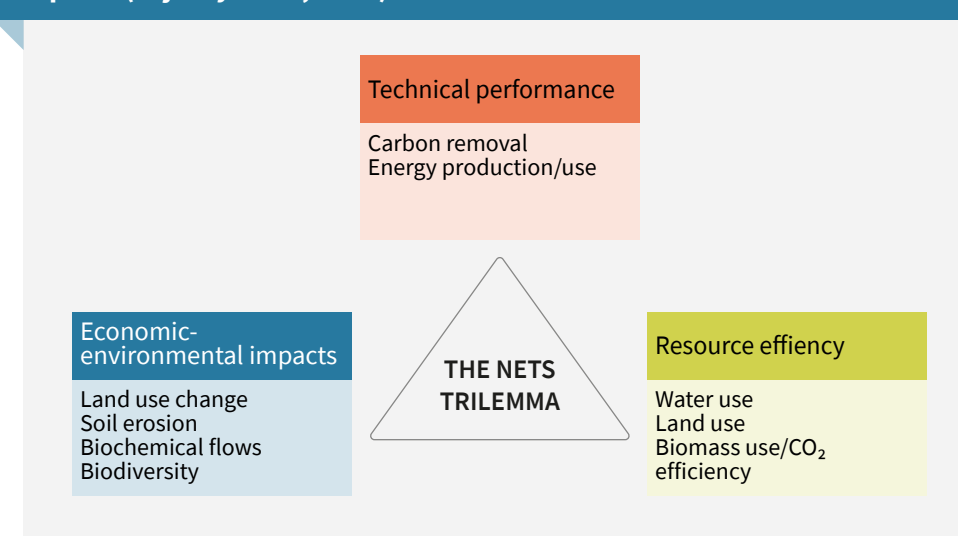 Technical performance
Carbon removal
Energy production/use
Economic-
environmental impacts
Land use change
Soil erosion
Biochemical flows
Biodiversity
THE NETS
TRILEMMA
Resource effiency
Water use
Land use
Biomass use/CO₂
efficiency